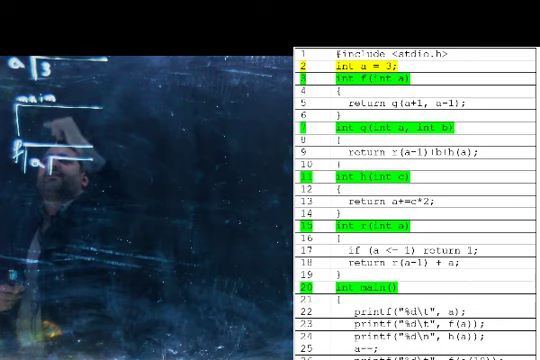 a 3
main
f a
1 #include <stdio.h>
2 int a = 3;
3 int f(int a)
4 {
5 return g(a+1, a-1);
6 }
7 int g(int a, int b)
8 {
9 return r(a-1)+b+h(a);
10 }
11 int h(int c)
12 {
13 return a+=c*2;
14 }
15 int r(int a)
16 {
17 if (a <= 1) return 1;
18 return r(a-1) + a;
19 }
20 int main()
21 {
22 printf("%d\t", a);
23 printf("%d\t", f(a));
24 printf("%d\n", h(a));
25 a--;